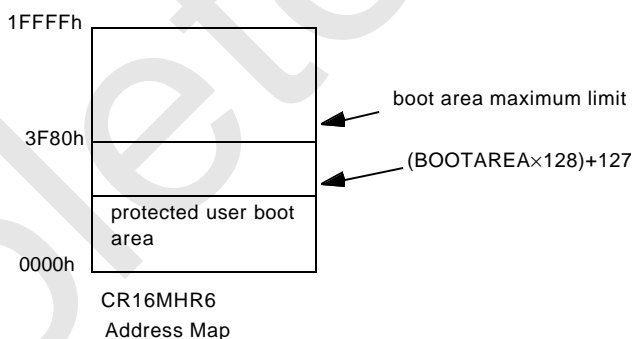 1FFFFh
boot area maximum limit
3F80h
(BOOTAREA×128)+127
protected user boot
area
0000h
CR16MHR6
Address Map